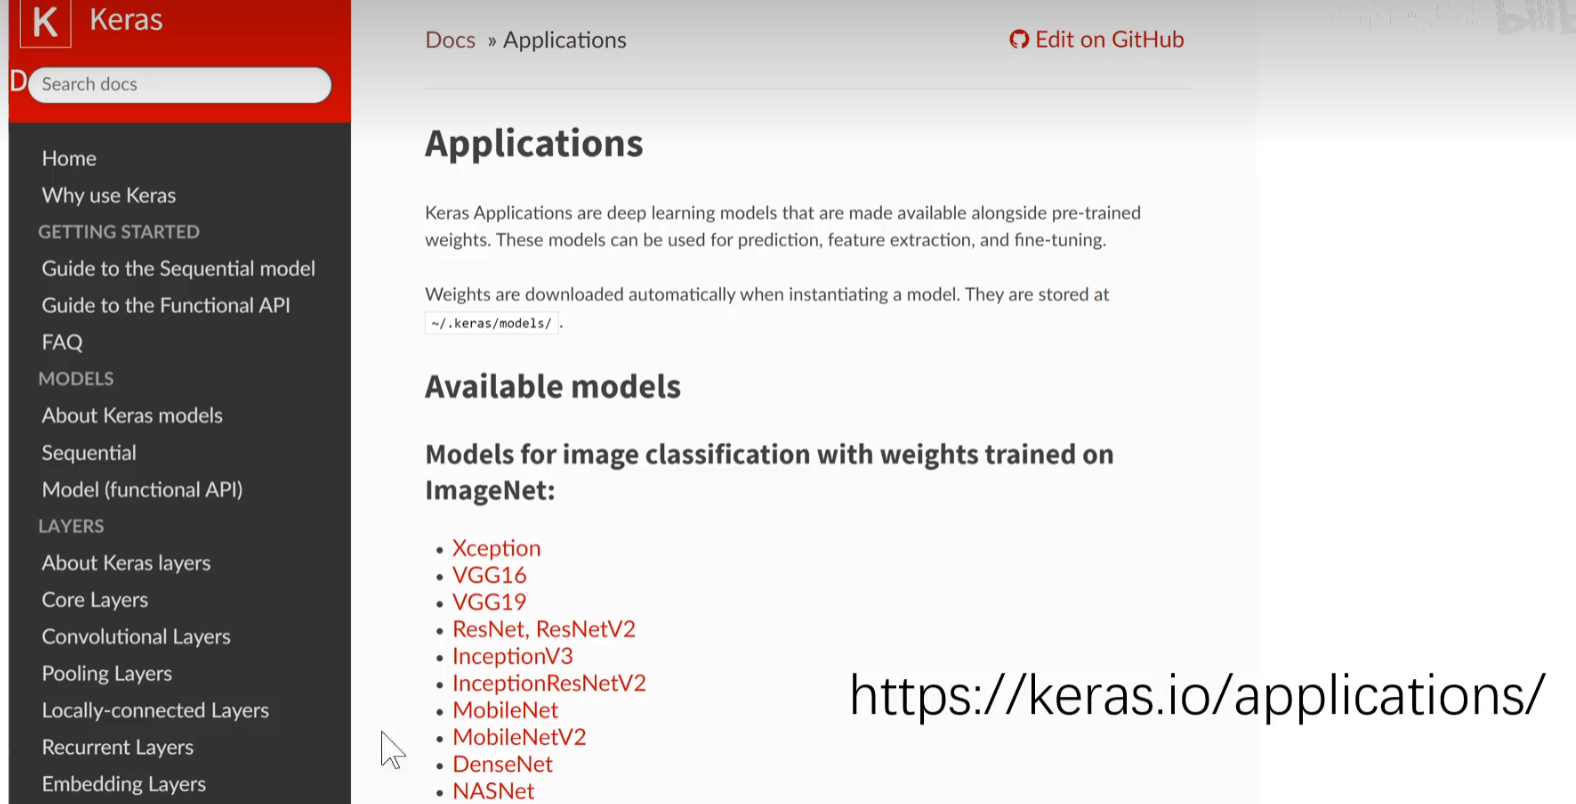 K Keras
D
Search docs
Home
Why use Keras
GETTING STARTED
Guide to the Sequential model
Guide to the Functional API
FAQ
MODELS
About Keras models
Sequential
Model (functional API)
LAYERS
About Keras layers
Core Layers
Convolutional Layers
Pooling Layers
Locally-connected Layers
Recurrent Layers
Embedding Layers
Docs » Applications
Edit on GitHub
Applications
Keras Applications are deep learning models that are made available alongside pre-trained
weights. These models can be used for prediction, feature extraction, and fine-tuning.
Weights are downloaded automatically when instantiating a model. They are stored at
~/.keras/models/ .
Available models
Models for image classification with weights trained on
ImageNet:
• Xception
• VGG16
• VGG19
• ResNet, ResNetV2
• InceptionV3
• InceptionResNetV2
• MobileNet
• MobileNetV2
• DenseNet
• NASNet
https://keras.io/applications/